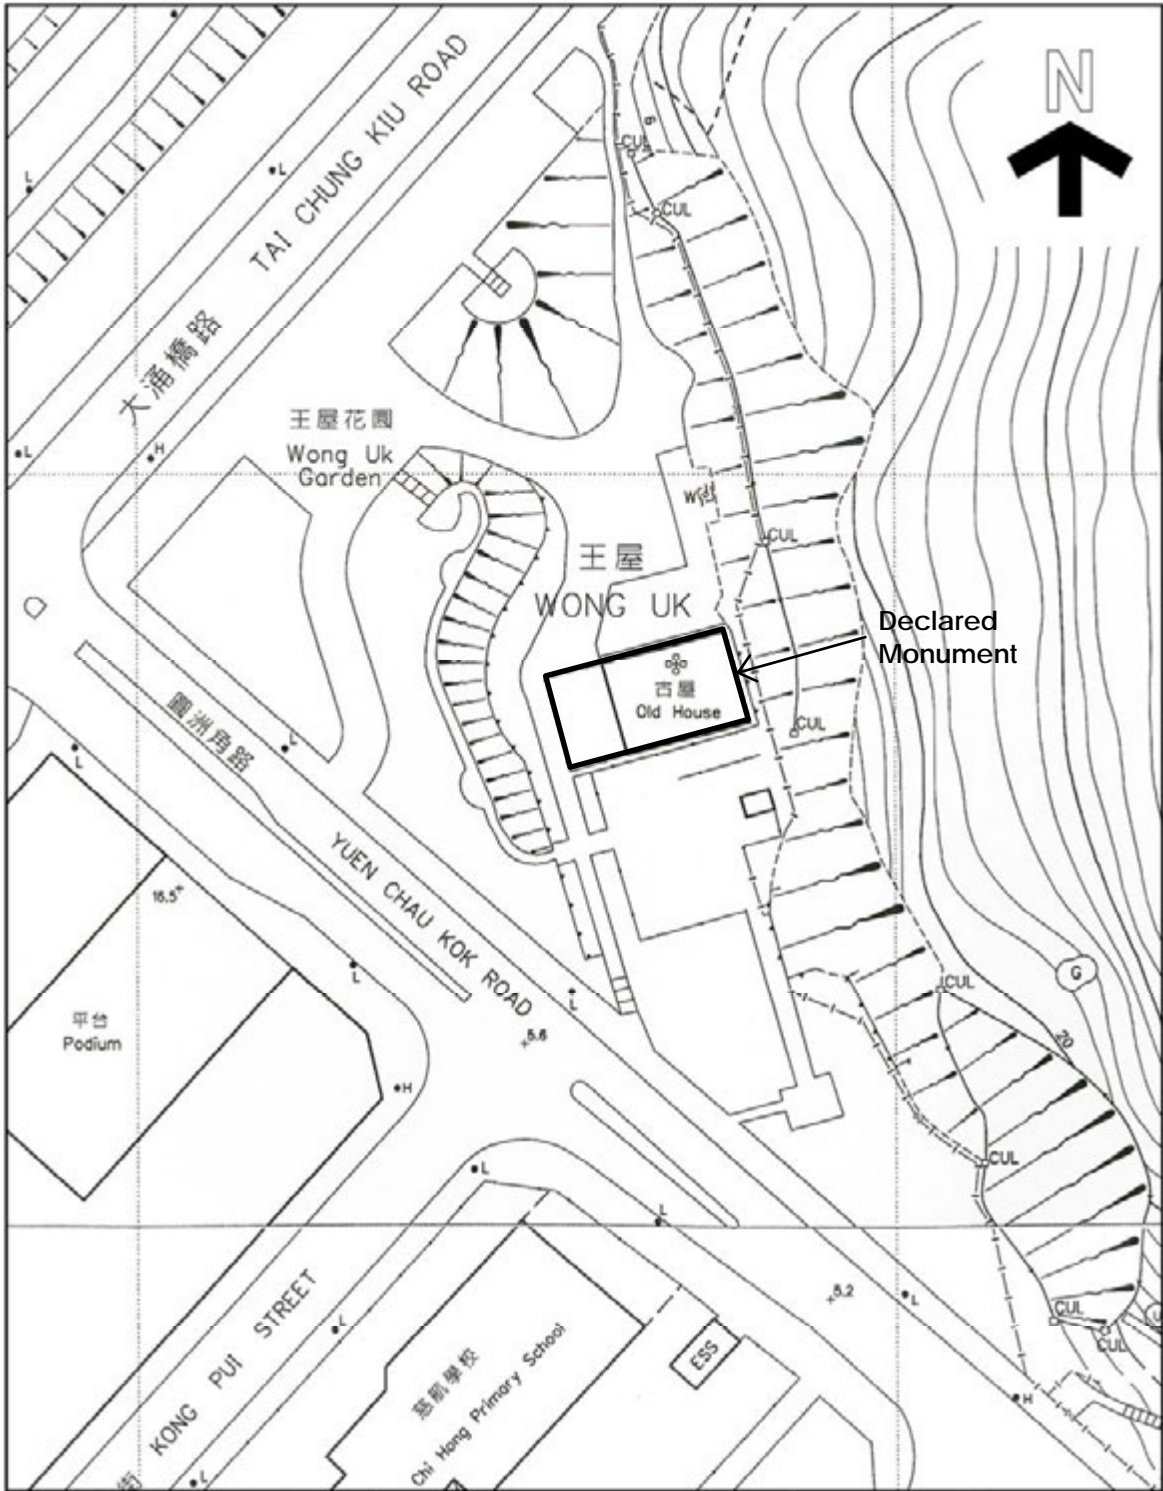 N
TAI CHUNG KIU ROAD
大涌橋路
L
L
L
L
H
6
CUL
CUL
王屋花園
Wong Uk
Garden
王屋
WONG UK
CUL
Declared
Monument
古屋
Old House
CUL
圓洲角路
L
L
YUEN CHAU KOK ROAD
16.5
L
L
平台
Podium
5.6
H
G
CUL
20
CUL
L
L
5.2
L
KONG PUI STREET
街
L
L
慈航學校
Chi Hong Primary School
ESS
CUL
CUL
H